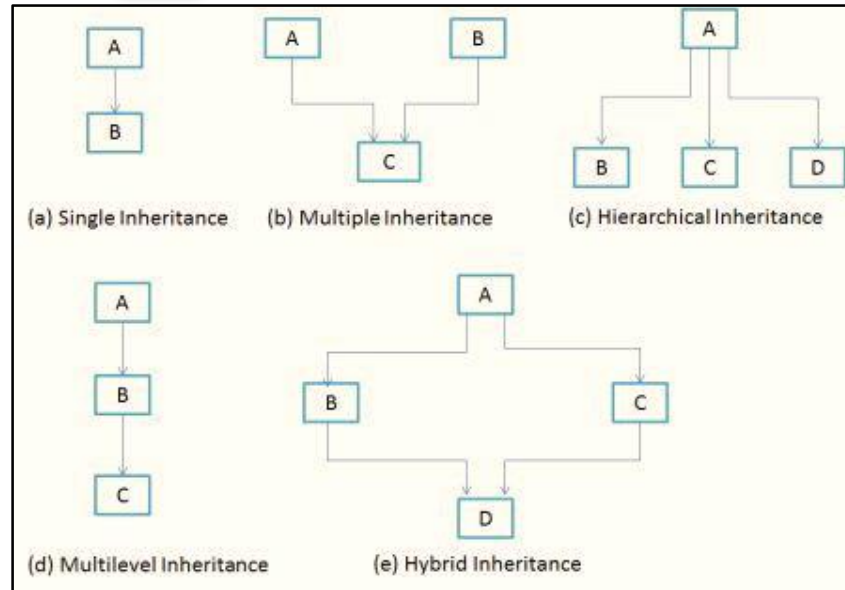 A
B
(a) Single Inheritance
A
B
C
(b) Multiple Inheritance
A
B
C
D
(c) Hierarchical Inheritance
A
B
C
(d) Multilevel Inheritance
A
B
C
D
(e) Hybrid Inheritance